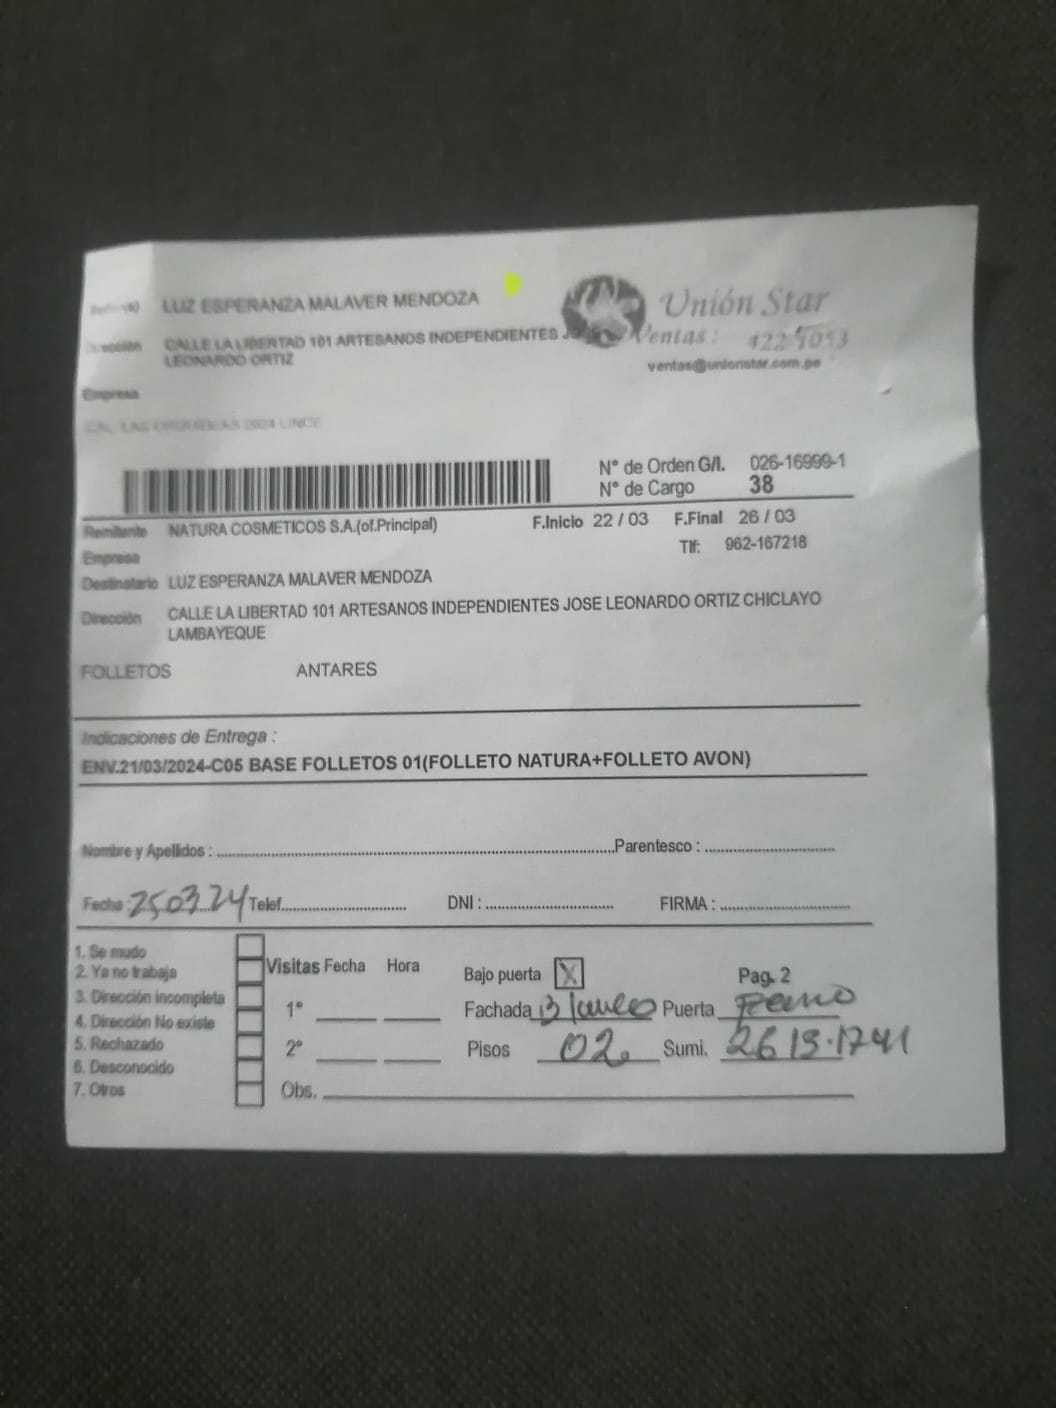 LUZ ESPERANZA MALAVER MENDOZA
Dirección CALLE LA LIBERTAD 101 ARTESANOS INDEPENDIENTES
LEONARDO ORTIZ
Unión Star
Ventas: 422
ventas@unionstar.com.pe
Empresa
2024 LINCE
N° de Orden G/I. 026-16999-1
N° de Cargo 38
Remitente NATURA COSMETICOS S.A.(of.Principal) F.Inicio 22 / 03 F.Final 26 / 03
Empresa Tlf: 962-167218
Destinatario LUZ ESPERANZA MALAVER MENDOZA
Dirección CALLE LA LIBERTAD 101 ARTESANOS INDEPENDIENTES JOSE LEONARDO ORTIZ CHICLAYO
LAMBAYEQUE
FOLLETOS ANTARES
Indicaciones de Entrega :
ENV.21/03/2024-C05 BASE FOLLETOS 01(FOLLETO NATURA+FOLLETO AVON)
Nombre y Apellidos : Parentesco :
Fecha : 250324 Telef. DNI : FIRMA :
1. Se mudo
2. Ya no trabaja
3. Dirección incompleta
4. Dirección No existe
5. Rechazado
6. Desconocido
7. Otros
Visitas Fecha Hora
1°
2°
Obs.
Bajo puerta X Pag. 2
Fachada Blanco Puerta
Pisos 02. Sumi.